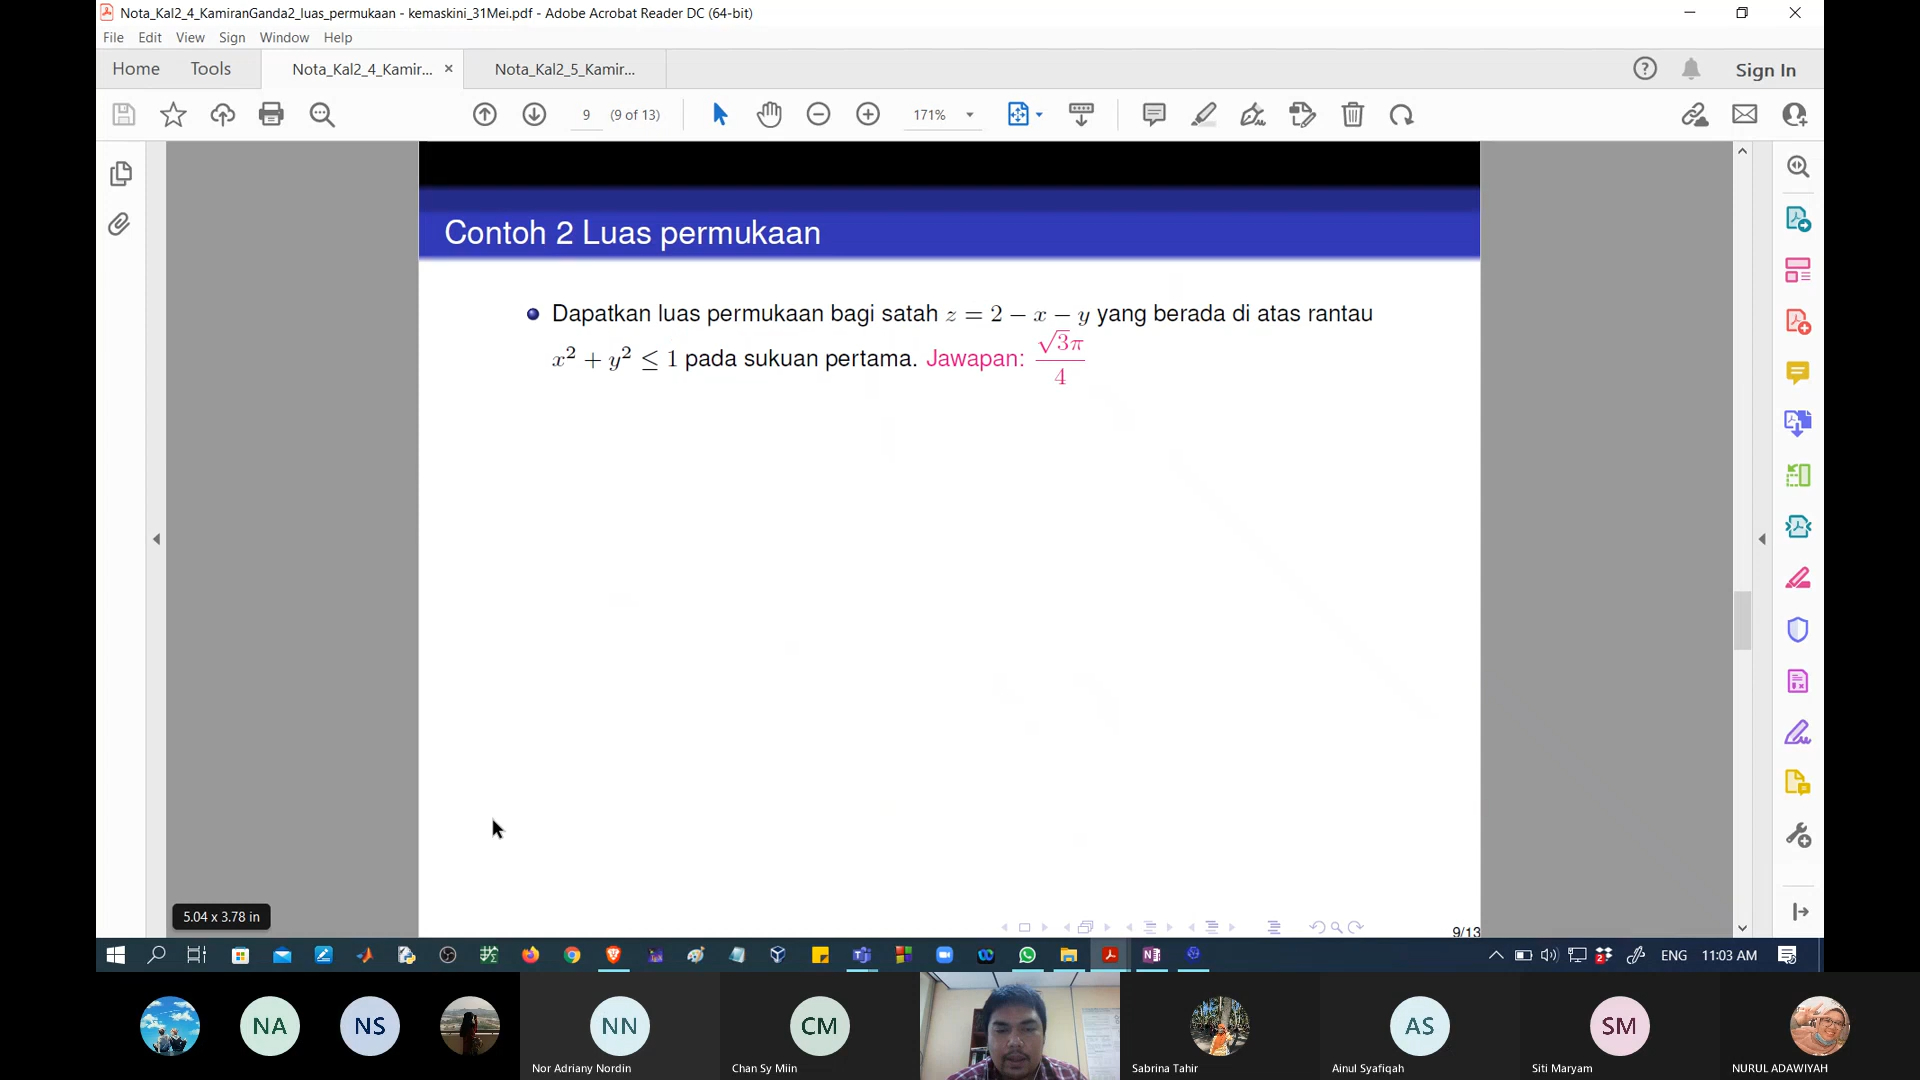 Nota_Kal2_4_KamiranGanda2_luas_permukaan - kemaskini_31Mei.pdf - Adobe Acrobat Reader DC (64-bit)
File Edit View Sign Window Help
Home Tools Nota_Kal2_4_Kamir... × Nota_Kal2_5_Kamir... Sign In
9 (9 of 13) 171%
Contoh 2 Luas permukaan
Dapatkan luas permukaan bagi satah z = 2 − x − y yang berada di atas rantau
x² + y² ≤ 1 pada sukuan pertama. Jawapan: √3π/4
5.04 x 3.78 in
9/13
ENG 11:03 AM
NA NS NN CM AS SM
Nor Adriany Nordin Chan Sy Miin Sabrina Tahir Ainul Syafiqah Siti Maryam NURUL ADAWIYAH